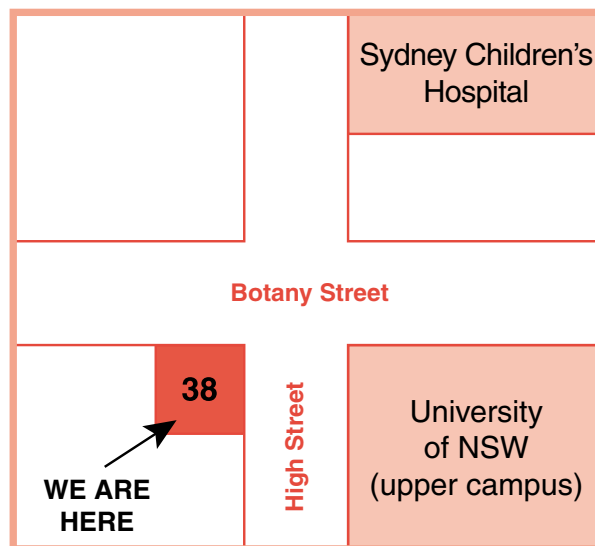 Sydney Children's
Hospital
Botany Street
38
High Street
University
of NSW
(upper campus)
WE ARE
HERE